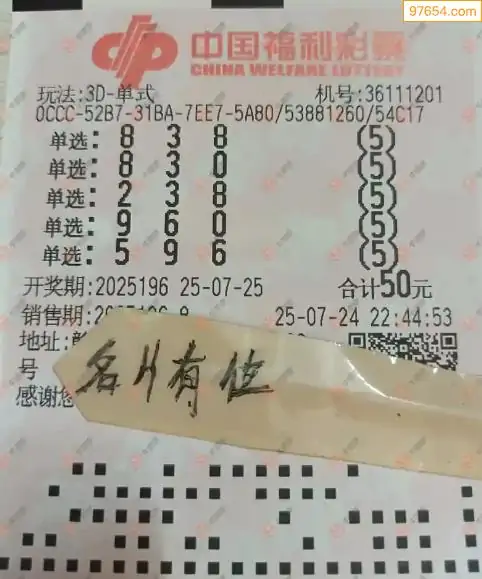 97654.com
中国福利彩票
CHINA WELFARE LOTTERY
玩法:3D-单式 机号:36111201
0CCC-52B7-31BA-7EE7-5A80/53881260/54C17
单选: 8 3 8 (5)
单选: 8 3 0 (5)
单选: 2 3 8 (5)
单选: 9 6 0 (5)
单选: 5 9 6 (5)
开奖期:2025196 25-07-25 合计50元
销售期: 25-07-24 22:44:53
地址:
号
名片有位
感谢您